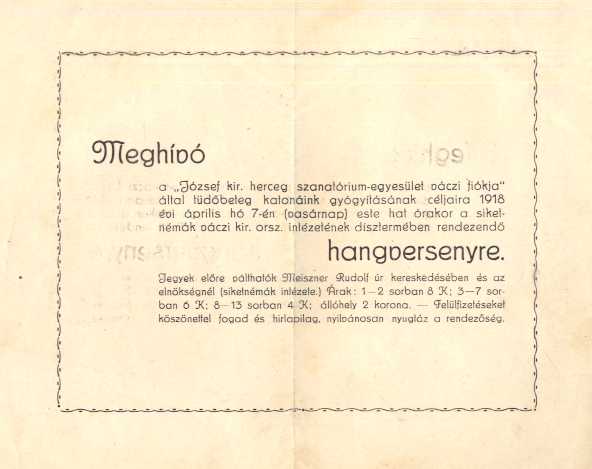 Meghívó
a „József kir. herceg szanatórium-egyesület váczi fiókja“
által tüdőbeteg katonáink gyógyításának céljaira 1918
évi április hó 7-én (vasárnap) este hat órakor a siket-
némák váczi kir. orsz. intézetének dísztermében rendezendő
hangversenyre.
Jegyek előre válthatók Meiszner Rudolf úr kereskedésében és az
elnökségnél (siketnémák intézete.) Árak: 1—2 sorban 8 K; 3—7 sor-
ban 6 K; 8—13 sorban 4 K; állóhely 2 korona. — Felülfizetéseket
köszönettel fogad és hirlapilag, nyilvánosan nyugtáz a rendezőség.